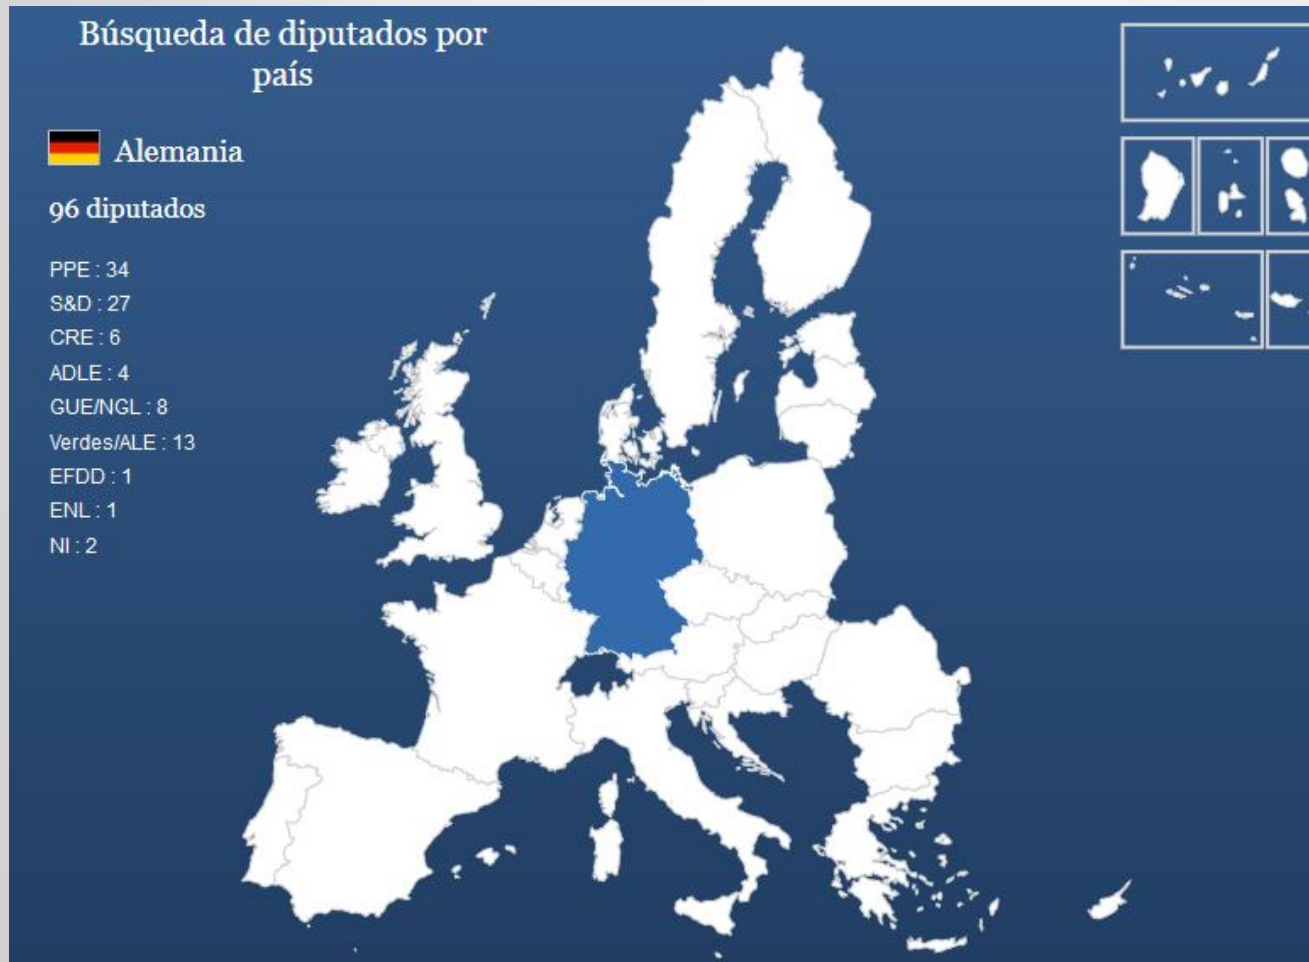 Búsqueda de diputados por
país
Alemania
96 diputados
PPE : 34
S&D : 27
CRE : 6
ADLE : 4
GUE/NGL : 8
Verdes/ALE : 13
EFDD : 1
ENL : 1
NI : 2